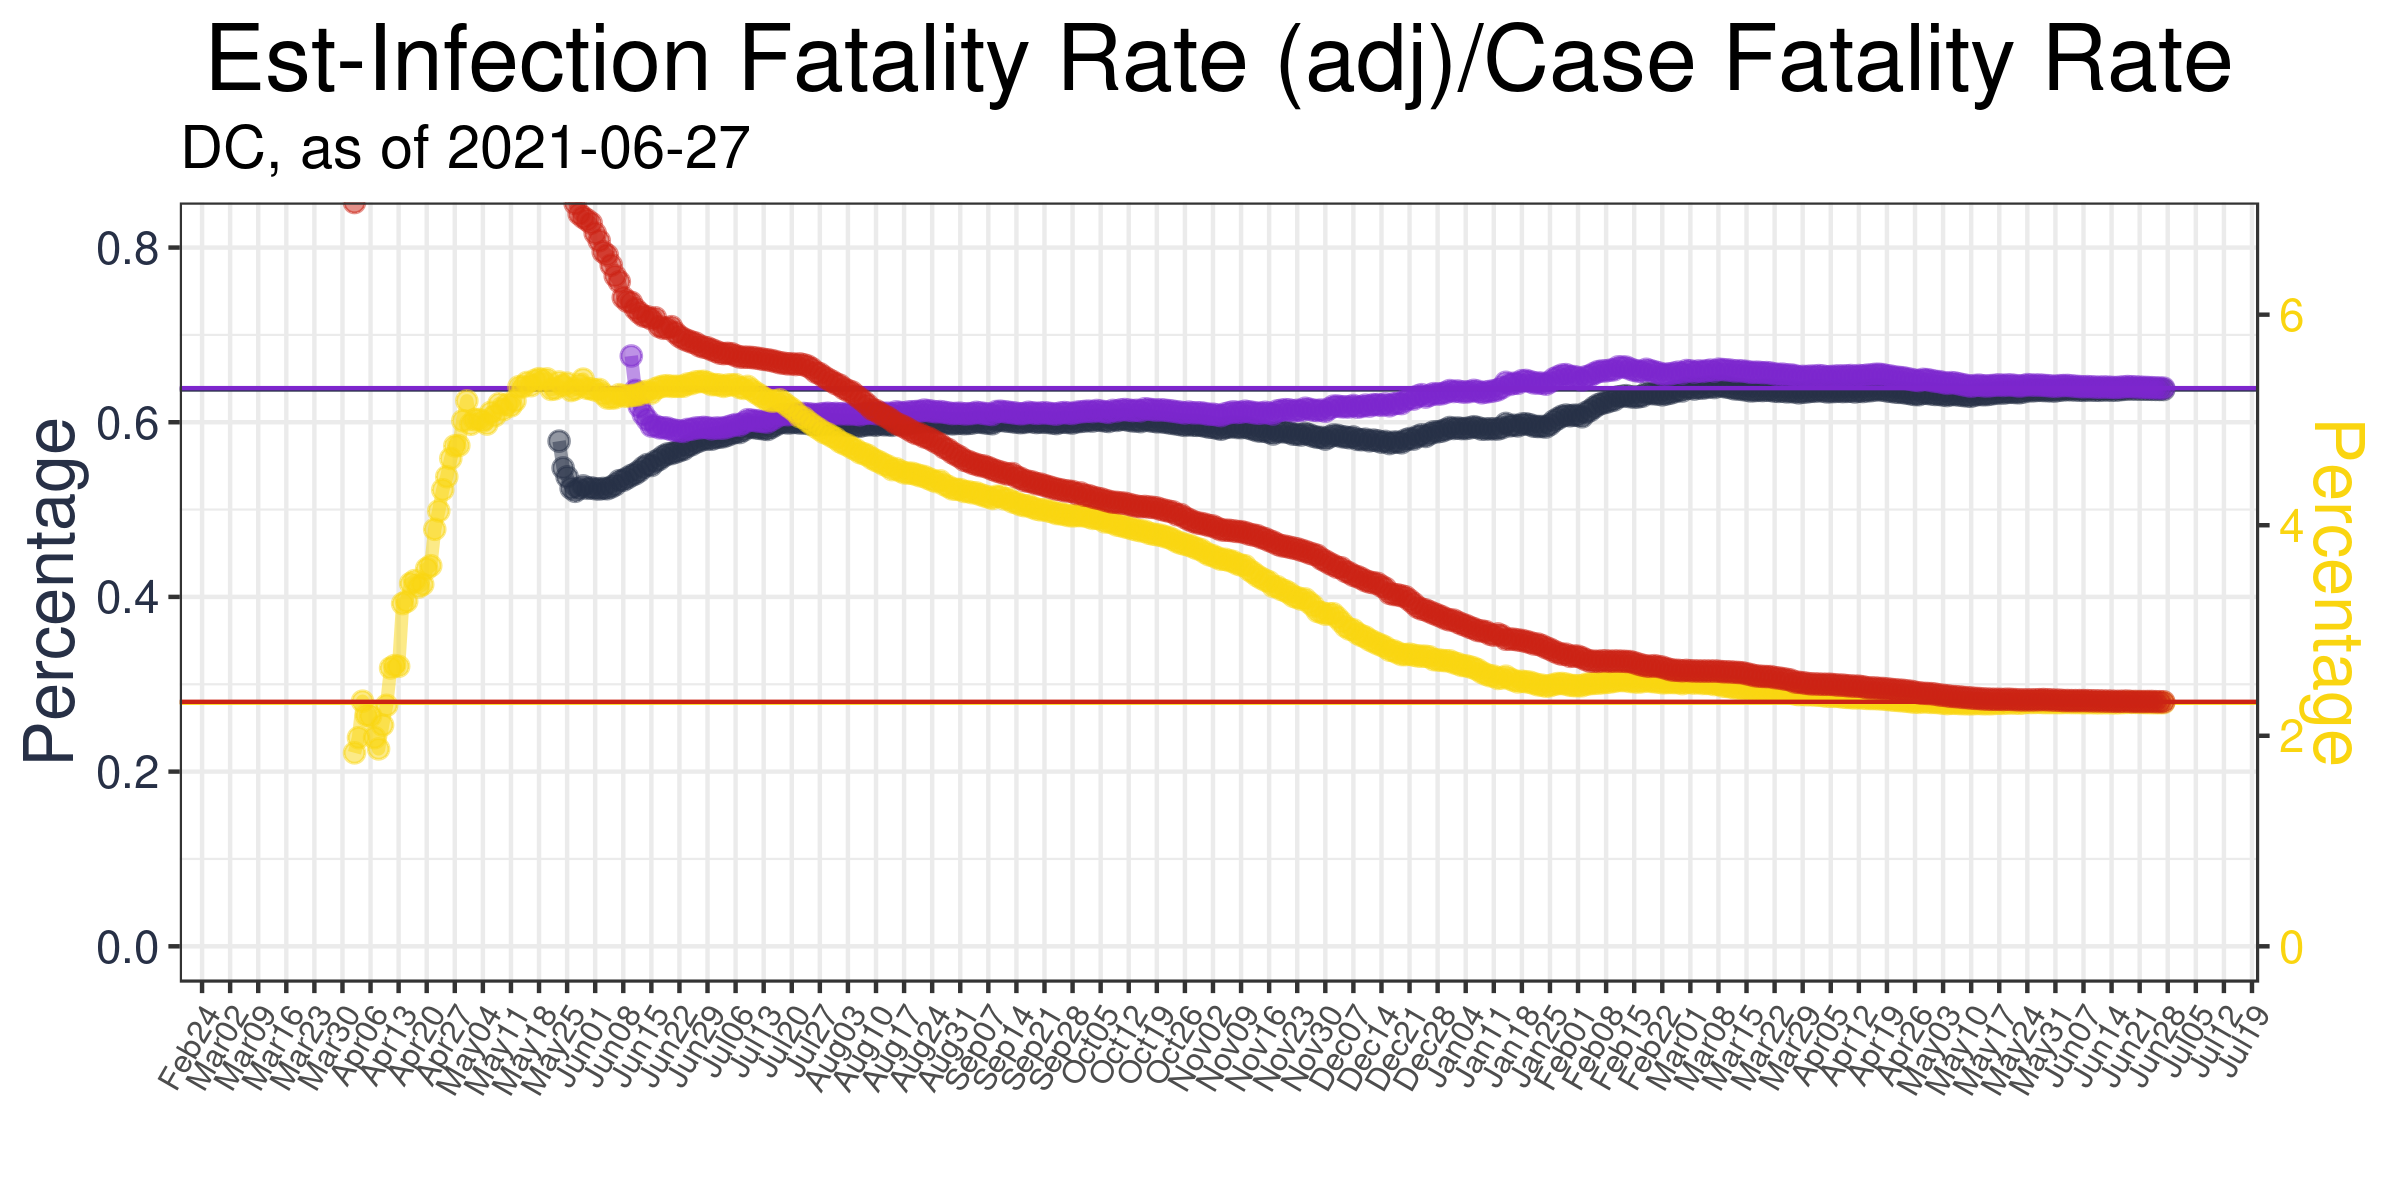 Est-Infection Fatality Rate (adj)/Case Fatality Rate
DC, as of 2021-06-27
Percentage
0.8
0.6
0.4
0.2
0.0
6
4
2
0
Percentage
Feb24
Mar02
Mar09
Mar16
Mar23
Mar30
Apr06
Apr13
Apr20
Apr27
May04
May11
May18
May25
Jun01
Jun08
Jun15
Jun22
Jun29
Jul06
Jul13
Jul20
Jul27
Aug03
Aug10
Aug17
Aug24
Aug31
Sep07
Sep14
Sep21
Sep28
Oct05
Oct12
Oct19
Oct26
Nov02
Nov09
Nov16
Nov23
Nov30
Dec07
Dec14
Dec21
Dec28
Jan04
Jan11
Jan18
Jan25
Feb01
Feb08
Feb15
Feb22
Mar01
Mar08
Mar15
Mar22
Mar29
Apr05
Apr12
Apr19
Apr26
May03
May10
May17
May24
May31
Jun07
Jun14
Jun21
Jun28
Jul05
Jul12
Jul19